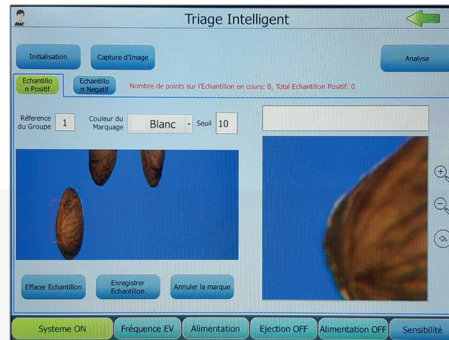 Triage Intelligent
Initialisation
Capture d'Image
Analyse
Echantillo
n Positif
Echantillo
n Negatif
Nombre de points sur l'Echantillon en cours: 0, Total Echantillon Positif: 0
Réference
du Groupe
1
Couleur du
Marquage
Blanc
Seuil
10
Effacer Echantillon
Enregistrer
Echantillon
Annuler la marque
Systeme ON
Fréquence EV
Alimentation
Ejection OFF
Alimentation OFF
Sensibilité